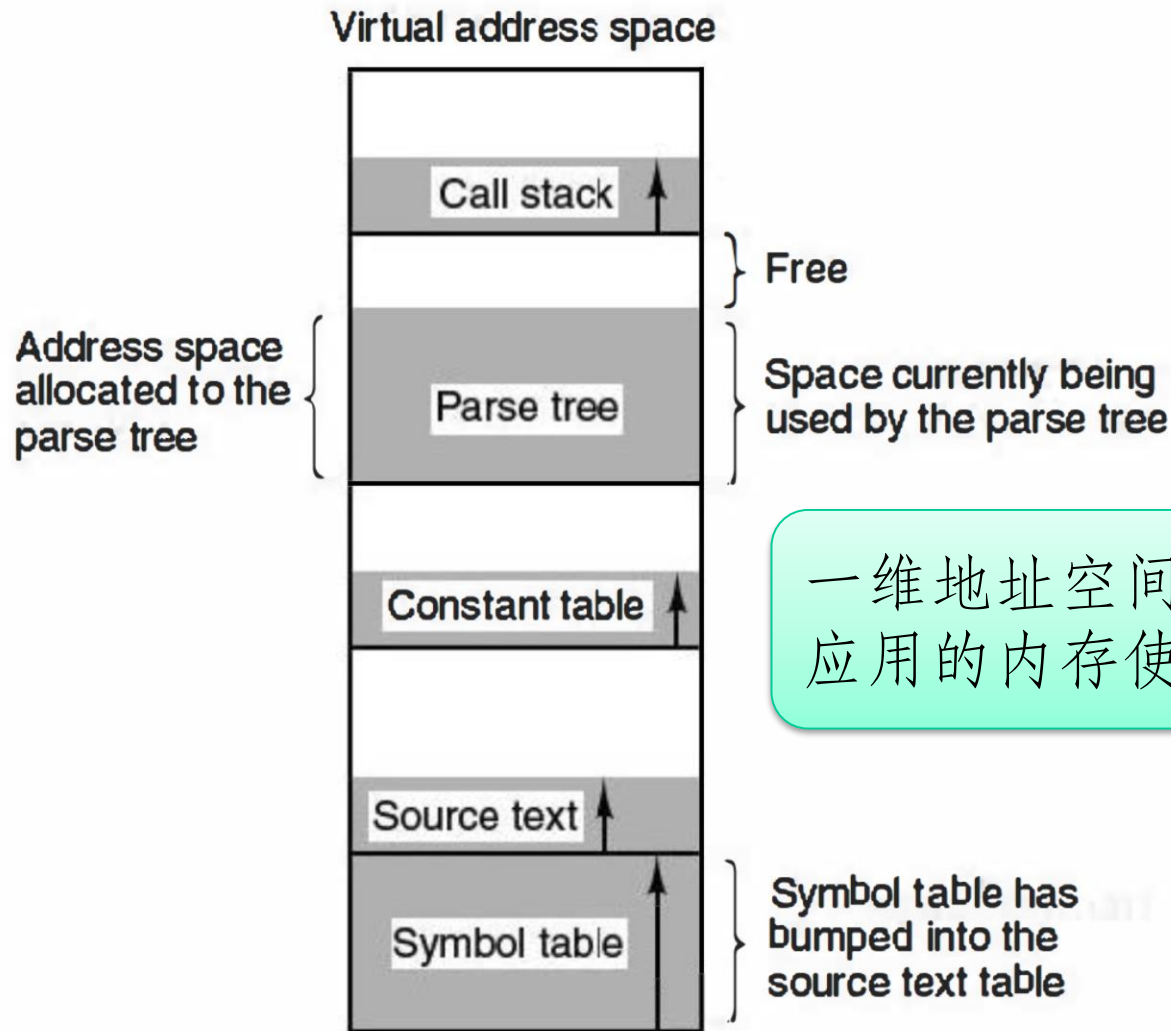 Virtual address space
Call stack
Free
Address space
allocated to the
parse tree
Parse tree
Space currently being
used by the parse tree
Constant table
一维地址空间
应用的内存使
Source text
Symbol table
Symbol table has
bumped into the
source text table